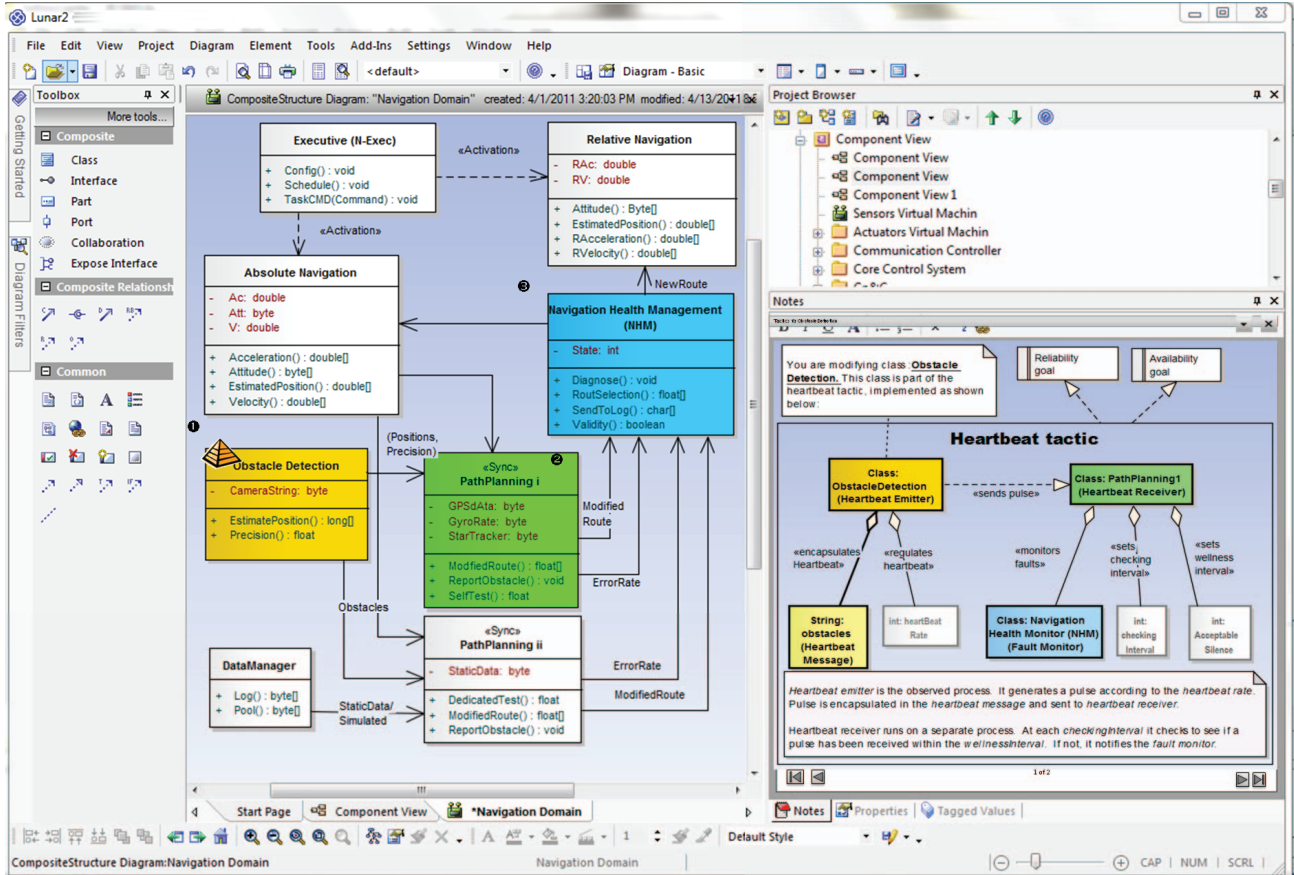 Lunar2
File Edit View Project Diagram Element Tools Add-Ins Settings Window Help
<default>
Diagram - Basic
Getting Started
Diagram Filters
Toolbox
More tools...
Composite
Class
Interface
Part
Port
Collaboration
Expose Interface
Composite Relationsh
Common
CompositeStructure Diagram: "Navigation Domain" created: 4/1/2011 3:20:03 PM modified: 4/13/2011
Executive (N-Exec)
+ Config() : void
+ Schedule() : void
+ TaskCMD(Command) : void
«Activation»
«Activation»
Relative Navigation
- RAc: double
- RV: double
+ Attitude() : Byte[]
+ EstimatedPosition() : double[]
+ RAcceleration() : double[]
+ RVelocity() : double[]
NewRoute
Absolute Navigation
- Ac: double
- Att: byte
- V: double
+ Acceleration() : double[]
+ Attitude() : byte[]
+ EstimatedPosition() : double[]
+ Velocity() : double[]
3
Navigation Health Management
(NHM)
- State: int
+ Diagnose() : void
+ RoutSelection() : float[]
+ SendToLog() : char[]
+ Validity() : boolean
1
Obstacle Detection
- CameraString: byte
+ EstimatePosition() : long[]
+ Precision() : float
(Positions,
Precision)
2
«Sync»
PathPlanning i
- GPSdAta: byte
- GyroRate: byte
- StarTracker: byte
+ ModfiedRoute() : float[]
+ ReportObstacle() : void
+ SelfTest() : float
Modified
Route
ErrorRate
Obstacles
«Sync»
PathPlanning ii
- StaticData: byte
+ DedicatedTest() : float
+ ModifiedRoute() : float[]
+ ReportObstacle() : void
ErrorRate
ModifiedRoute
DataManager
+ Log() : byte[]
+ Pool() : byte[]
StaticData/
Simulated
Start Page
Component View
*Navigation Domain
Project Browser
Component View
Component View
Component View
Component View 1
Sensors Virtual Machin
Actuators Virtual Machin
Communication Controller
Core Control System
Notes
You are modifying class :Obstacle
Detection. This class is part of the
heartbeat tactic, implemented as shown
below:
Reliability
goal
Availability
goal
Heartbeat tactic
Class:
ObstacleDetection
(Heartbeat Emitter)
«sends pulse»
Class: PathPlanning1
(Heartbeat Receiver)
«encapsulates
Heartbeat»
«regulates
heartbeat»
«monitors
faults»
«sets
checking
interval»
«sets
wellness
interval»
String:
obstacles
(Heartbeat
Message)
int: heartBeat
Rate
Class: Navigation
Health Monitor (NHM)
(Fault Monitor)
int:
checking
Interval
int:
Acceptable
Silence
Heartbeat emitter is the observed process. It generates a pulse according to the heartbeat rate.
Pulse is encapsulated in the heartbeat message and sent to heartbeat receiver.
Heartbeat receiver runs on a separate process. At each checkingInterval it checks to see if a
pulse has been received within the wellnessInterval. If not, it notifies the fault monitor.
1 of 2
Notes
Properties
Tagged Values
1
Default Style
CompositeStructure Diagram:Navigation Domain
Navigation Domain
CAP
NUM
SCRL